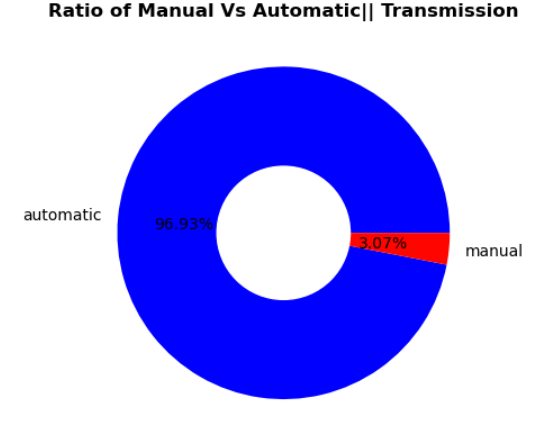 Ratio of Manual Vs Automatic|| Transmission
automatic
96.93%
3.07%
manual